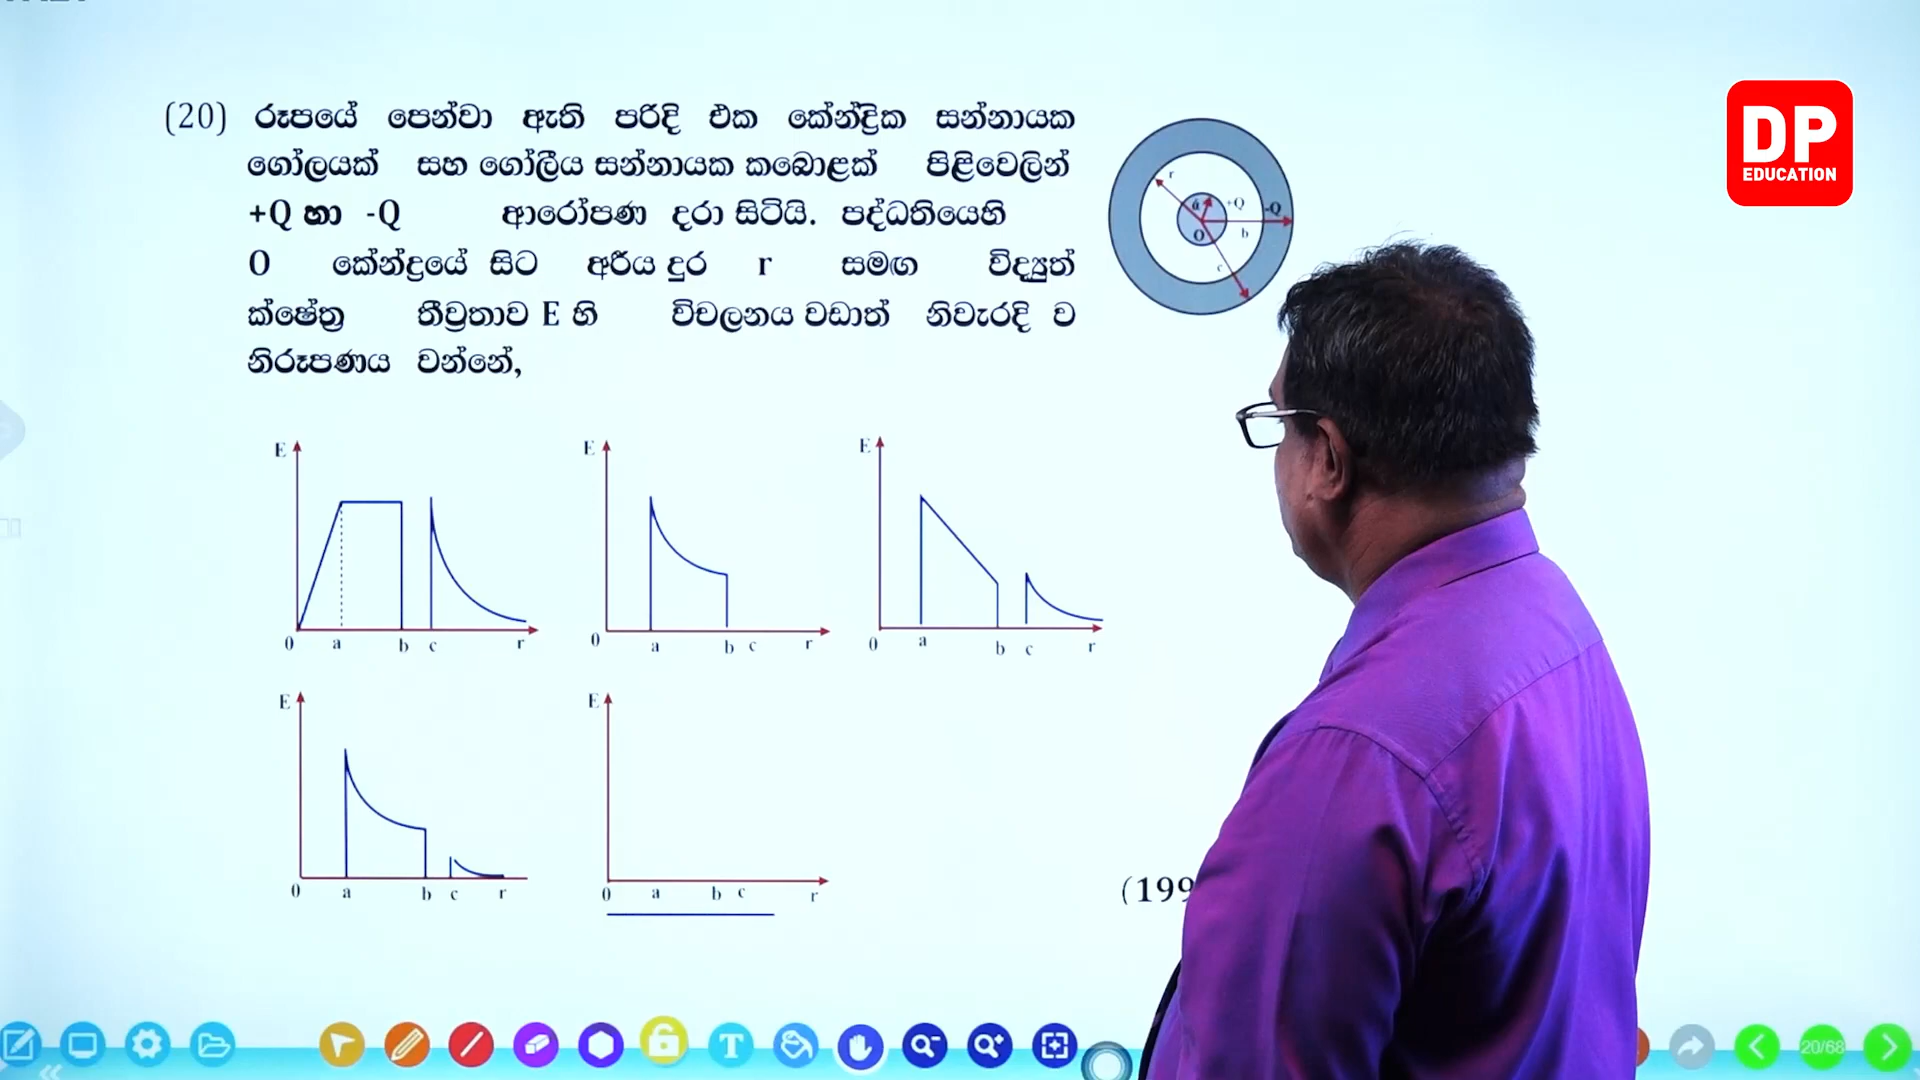 (20) රූපයේ පෙන්වා ඇති පරිදි එක කේන්ද්‍රික සන්නායක
ගෝලයක් සහ ගෝලීය සන්නායක කබොළක් පිළිවෙලින්
+Q හා -Q ආරෝපණ දරා සිටියි. පද්ධතියෙහි
O කේන්ද්‍රයේ සිට අරීය දුර r සමඟ විද්‍යුත්
ක්ෂේත්‍ර තීව්‍රතාව E හි විචලනය වඩාත් නිවැරදි ව
නිරූපණය වන්නේ,
r a +Q -Q
O b
c
DP
EDUCATION
E E E
0 a b c r 0 a b c r 0 a b c r
E E
0 a b c r 0 a b c r
(199
T 20/68